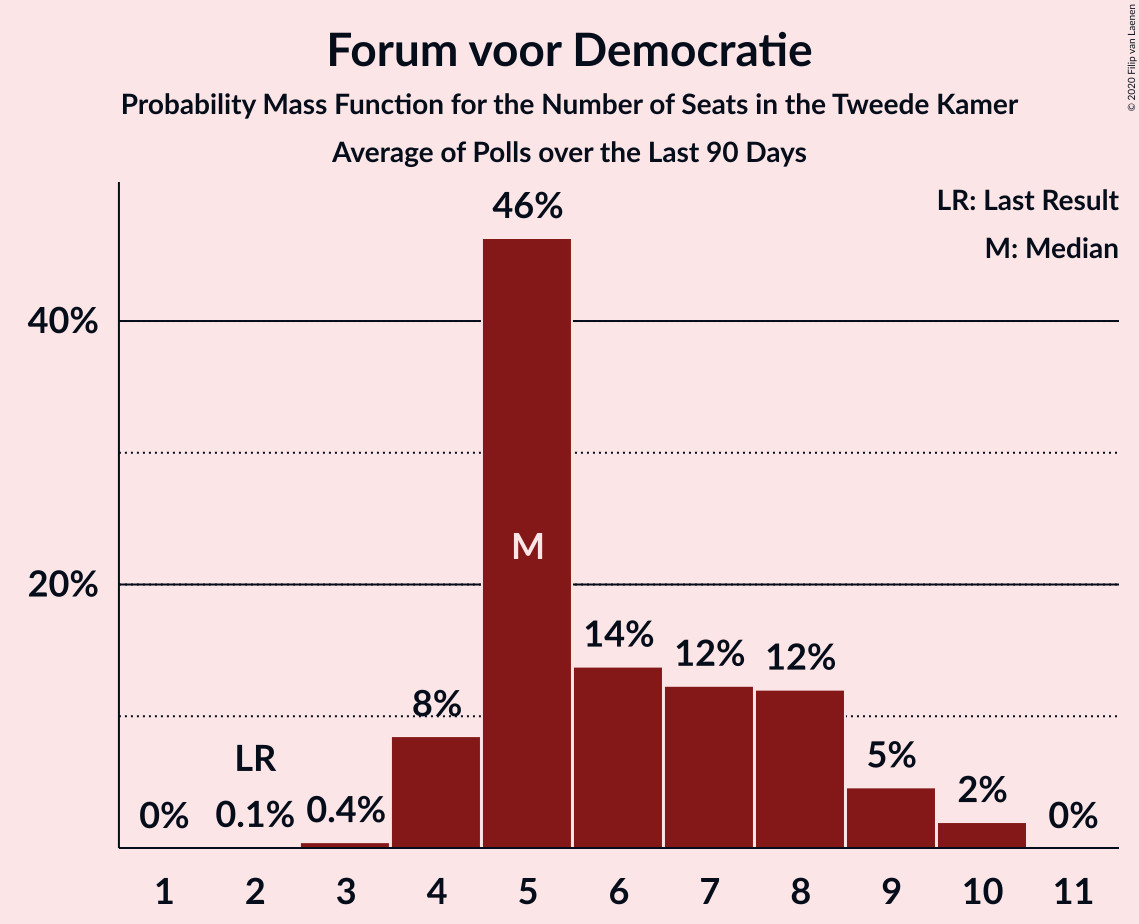 Forum voor Democratie
Probability Mass Function for the Number of Seats in the Tweede Kamer
Average of Polls over the Last 90 Days
© 2020 Filip van Laenen
LR: Last Result
M: Median
46%
40%
M
20%
14%
12%
12%
8%
LR
5%
2%
0%
0.1%
0.4%
0%
1 2 3 4 5 6 7 8 9 10 11